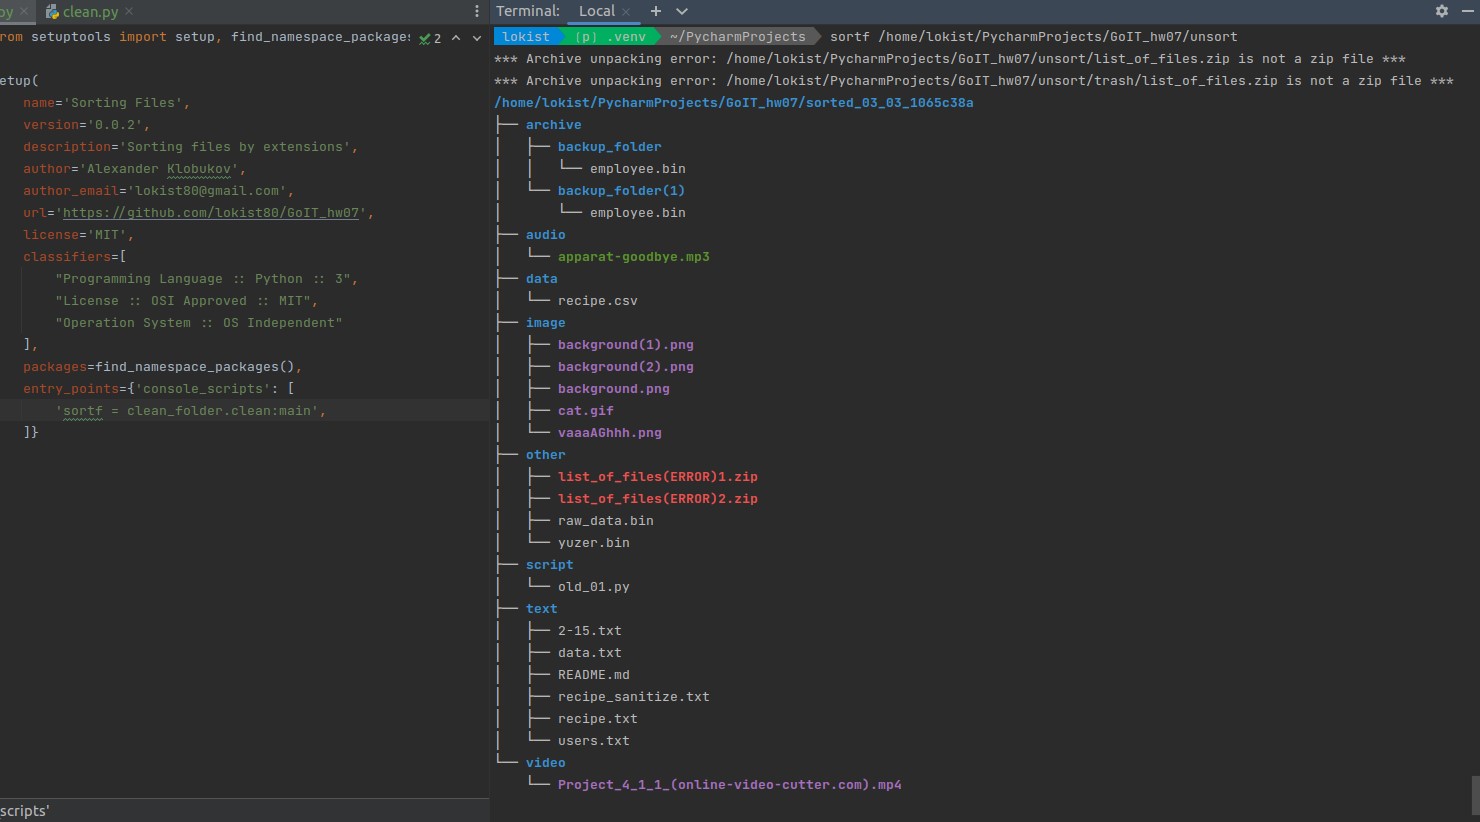 py
clean.py
rom setuptools import setup, find_namespace_packages
2
etup(
name='Sorting Files',
version='0.0.2',
description='Sorting files by extensions',
author='Alexander Klobukov',
author_email='lokist80@gmail.com',
url='https://github.com/lokist80/GoIT_hw07',
license='MIT',
classifiers=[
"Programming Language :: Python :: 3",
"License :: OSI Approved :: MIT",
"Operation System :: OS Independent"
],
packages=find_namespace_packages(),
entry_points={'console_scripts': [
'sortf = clean_folder.clean:main',
]}
scripts'
Terminal: Local
lokist (p) .venv ~/PycharmProjects sortf /home/lokist/PycharmProjects/GoIT_hw07/unsort
*** Archive unpacking error: /home/lokist/PycharmProjects/GoIT_hw07/unsort/list_of_files.zip is not a zip file ***
*** Archive unpacking error: /home/lokist/PycharmProjects/GoIT_hw07/unsort/trash/list_of_files.zip is not a zip file ***
/home/lokist/PycharmProjects/GoIT_hw07/sorted_03_03_1065c38a
├── archive
│   ├── backup_folder
│   │   └── employee.bin
│   └── backup_folder(1)
│       └── employee.bin
├── audio
│   └── apparat-goodbye.mp3
├── data
│   └── recipe.csv
├── image
│   ├── background(1).png
│   ├── background(2).png
│   ├── background.png
│   ├── cat.gif
│   └── vaaaAGhhh.png
├── other
│   ├── list_of_files(ERROR)1.zip
│   ├── list_of_files(ERROR)2.zip
│   ├── raw_data.bin
│   └── yuzer.bin
├── script
│   └── old_01.py
├── text
│   ├── 2-15.txt
│   ├── data.txt
│   ├── README.md
│   ├── recipe_sanitize.txt
│   ├── recipe.txt
│   └── users.txt
└── video
    └── Project_4_1_1_(online-video-cutter.com).mp4